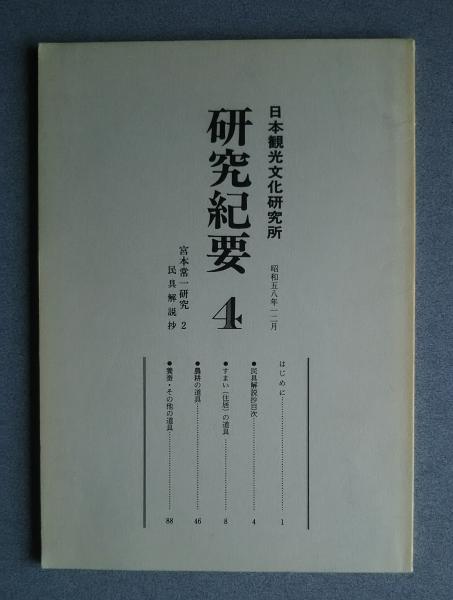 日本観光文化研究所
昭和五八年一二月
研究紀要 4
宮本常一研究 2
民具解説抄
はじめに……………………1
●民具解説抄目次……………………4
●すまい(住居)の道具……………………8
●農耕の道具……………………46
●養蚕・その他の道具……………………88